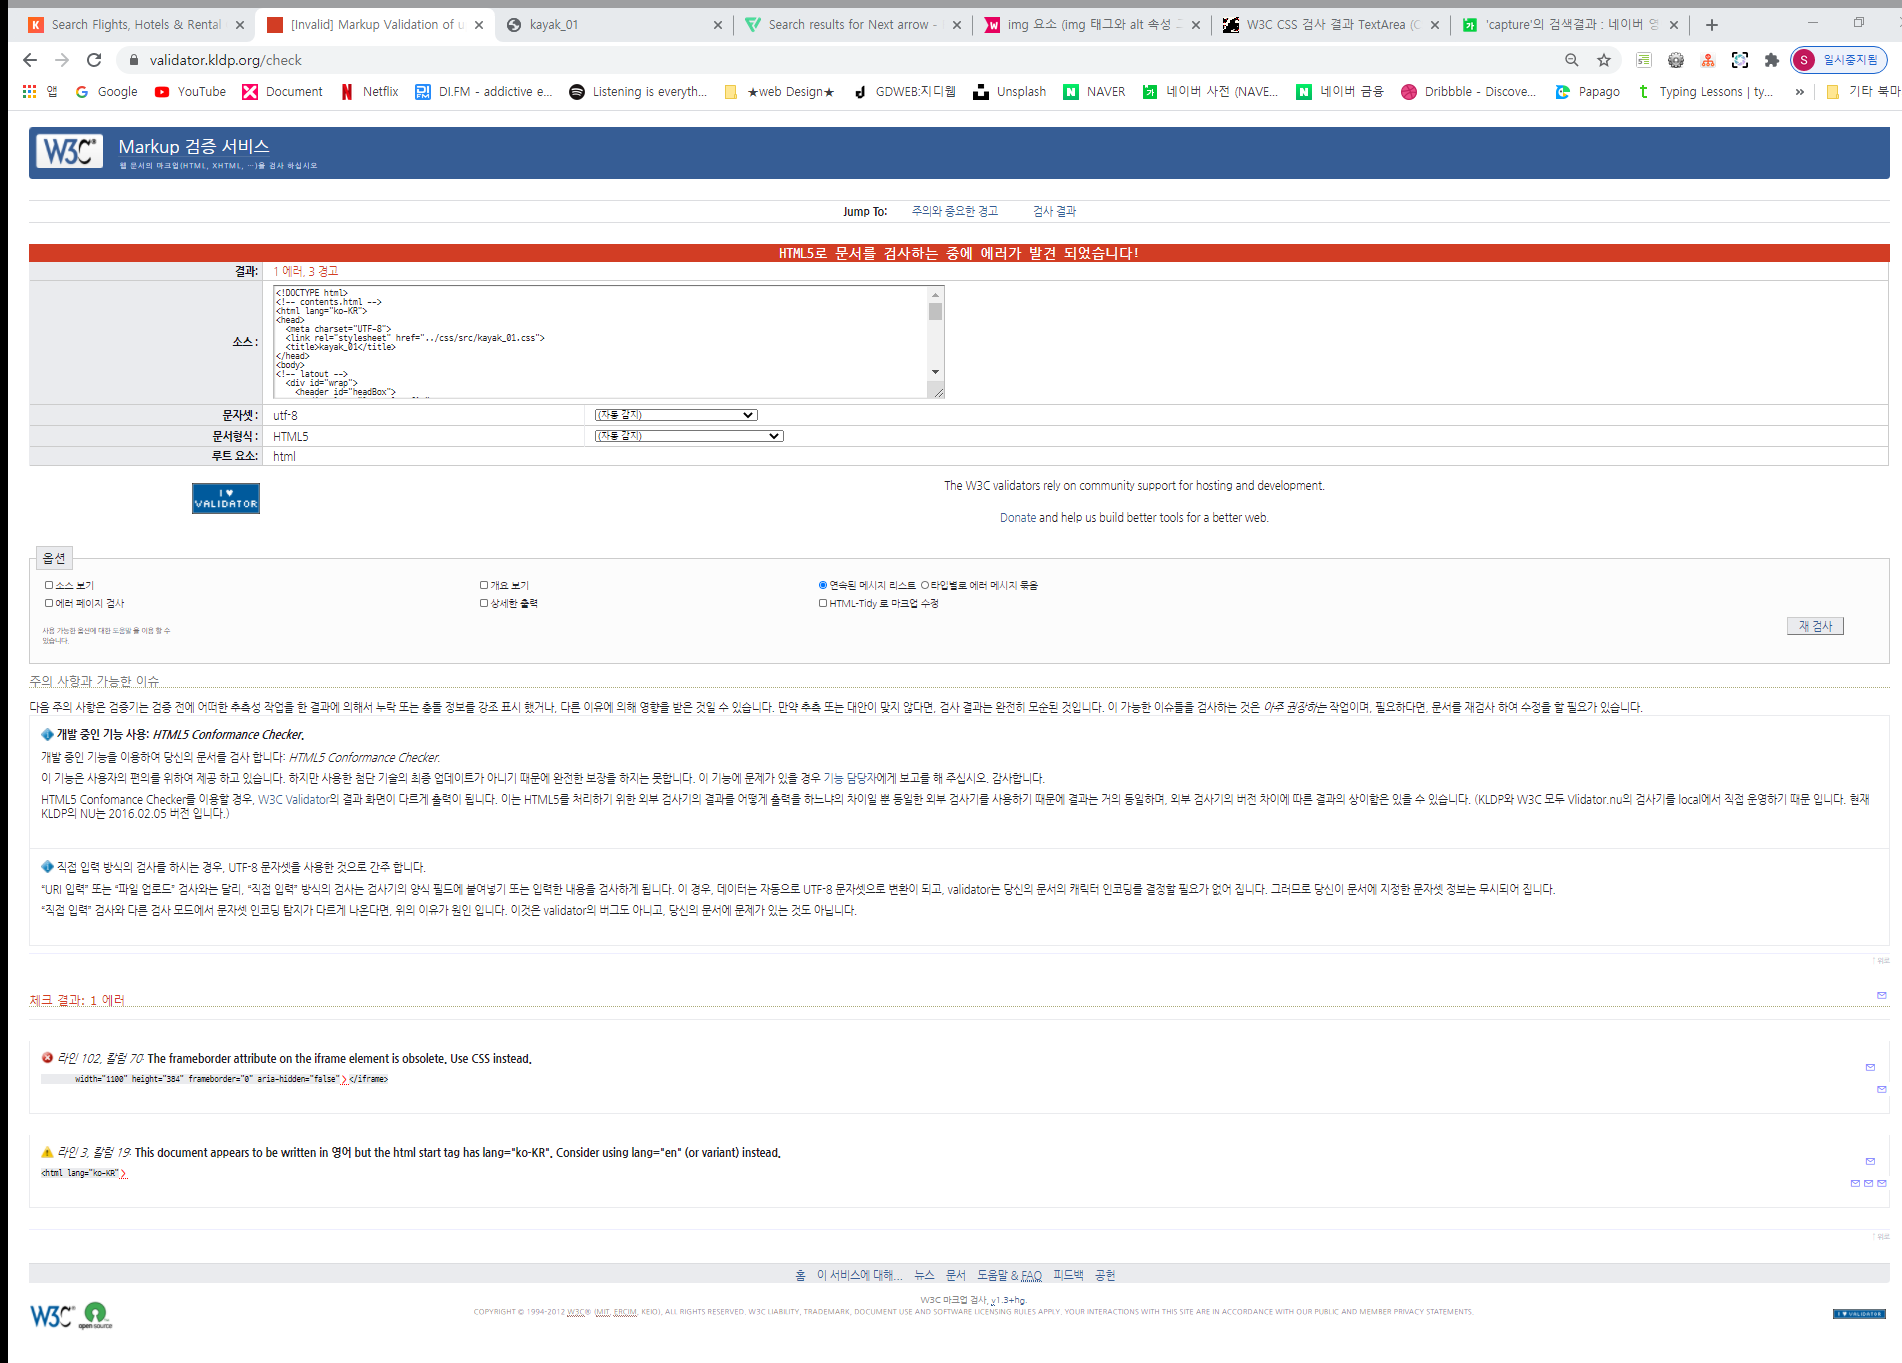 Search Flights, Hotels & Rental
[Invalid] Markup Validation of u
kayak_01
Search results for Next arrow -
img 요소 (img 태그와 alt 속성
W3C CSS 검사 결과 TextArea (C
'capture'의 검색결과 : 네이버 영
validator.kldp.org/check
S 일시중지됨
앱 Google YouTube Document Netflix DI.FM - addictive e... Listening is everyth... ★web Design★ GDWEB:지디웹 Unsplash NAVER 네이버 사전 (NAVE... 네이버 금융 Dribbble - Discove... Papago Typing Lessons | ty... » 기타 북마
W3C® Markup 검증 서비스
웹 문서의 마크업(HTML, XHTML, …)을 검사 하십시오
Jump To: 주의와 중요한 경고 검사 결과
HTML5로 문서를 검사하는 중에 에러가 발견 되었습니다!
결과: 1 에러, 3 경고
소스 :
<!DOCTYPE html>
<!-- contents.html -->
<html lang="ko-KR">
<head>
<meta charset="UTF-8">
<link rel="stylesheet" href="../css/src/kayak_01.css">
<title>kayak_01</title>
</head>
<body>
<!-- latout -->
<div id="wrap">
<header id="headBox">
문자셋 : utf-8 (자동 감지)
문서형식 : HTML5 (자동 감지)
루트 요소: html
I ♥ VALIDATOR
The W3C validators rely on community support for hosting and development.
Donate and help us build better tools for a better web.
옵션
소스 보기 개요 보기 연속된 메시지 리스트 타입별로 에러 메시지 묶음
에러 페이지 검사 상세한 출력 HTML-Tidy 로 마크업 수정
사용 가능한 옵션에 대한 도움말 을 이용 할 수
있습니다.
재 검사
주의 사항과 가능한 이슈
다음 주의 사항은 검증기는 검증 전에 어떠한 추측성 작업을 한 결과에 의해서 누락 또는 충돌 정보를 강조 표시 했거나, 다른 이유에 의해 영향을 받은 것일 수 있습니다. 만약 추측 또는 대안이 맞지 않다면, 검사 결과는 완전히 모순된 것입니다. 이 가능한 이슈들을 검사하는 것은 아주 권장하는 작업이며, 필요하다면, 문서를 재검사 하여 수정을 할 필요가 있습니다.
개발 중인 기능 사용: HTML5 Conformance Checker.
개발 중인 기능을 이용하여 당신의 문서를 검사 합니다: HTML5 Conformance Checker.
이 기능은 사용자의 편의를 위하여 제공 하고 있습니다. 하지만 사용한 첨단 기술의 최종 업데이트가 아니기 때문에 완전한 보장을 하지는 못합니다. 이 기능에 문제가 있을 경우 기능 담당자에게 보고를 해 주십시오. 감사합니다.
HTML5 Confomance Checker를 이용할 경우, W3C Validator의 결과 화면이 다르게 출력이 됩니다. 이는 HTML5를 처리하기 위한 외부 검사기의 결과를 어떻게 출력을 하느냐의 차이일 뿐 동일한 외부 검사기를 사용하기 때문에 결과는 거의 동일하며, 외부 검사기의 버전 차이에 따른 결과의 상이함은 있을 수 있습니다. (KLDP와 W3C 모두 Vlidator.nu의 검사기를 local에서 직접 운영하기 때문 입니다. 현재
KLDP의 NU는 2016.02.05 버전 입니다.)
직접 입력 방식의 검사를 하시는 경우, UTF-8 문자셋을 사용한 것으로 간주 합니다.
“URI 입력” 또는 “파일 업로드” 검사와는 달리, “직접 입력” 방식의 검사는 검사기의 양식 필드에 붙여넣기 또는 입력한 내용을 검사하게 됩니다. 이 경우, 데이터는 자동으로 UTF-8 문자셋으로 변환이 되고, validator는 당신의 문서의 캐릭터 인코딩를 결정할 필요가 없어 집니다. 그러므로 당신이 문서에 지정한 문자셋 정보는 무시되어 집니다.
“직접 입력” 검사와 다른 검사 모드에서 문자셋 인코딩 탐지가 다르게 나온다면, 위의 이유가 원인 입니다. 이것은 validator의 버그도 아니고, 당신의 문서에 문제가 있는 것도 아닙니다.
↑ 위로
체크 결과: 1 에러
라인 102, 칼럼 70: The frameborder attribute on the iframe element is obsolete. Use CSS instead.
width="1100" height="384" frameborder="0" aria-hidden="false"></iframe>
라인 3, 칼럼 19: This document appears to be written in 영어 but the html start tag has lang="ko-KR". Consider using lang="en" (or variant) instead.
<html lang="ko-KR">
↑ 위로
홈 이 서비스에 대해... 뉴스 문서 도움말 & FAQ 피드백 공헌
W3C 마크업 검사, v1.3+hg.
COPYRIGHT © 1994-2012 W3C® (MIT, ERCIM, KEIO), ALL RIGHTS RESERVED. W3C LIABILITY, TRADEMARK, DOCUMENT USE AND SOFTWARE LICENSING RULES APPLY. YOUR INTERACTIONS WITH THIS SITE ARE IN ACCORDANCE WITH OUR PUBLIC AND MEMBER PRIVACY STATEMENTS.
W3C® open source
I ♥ VALIDATOR